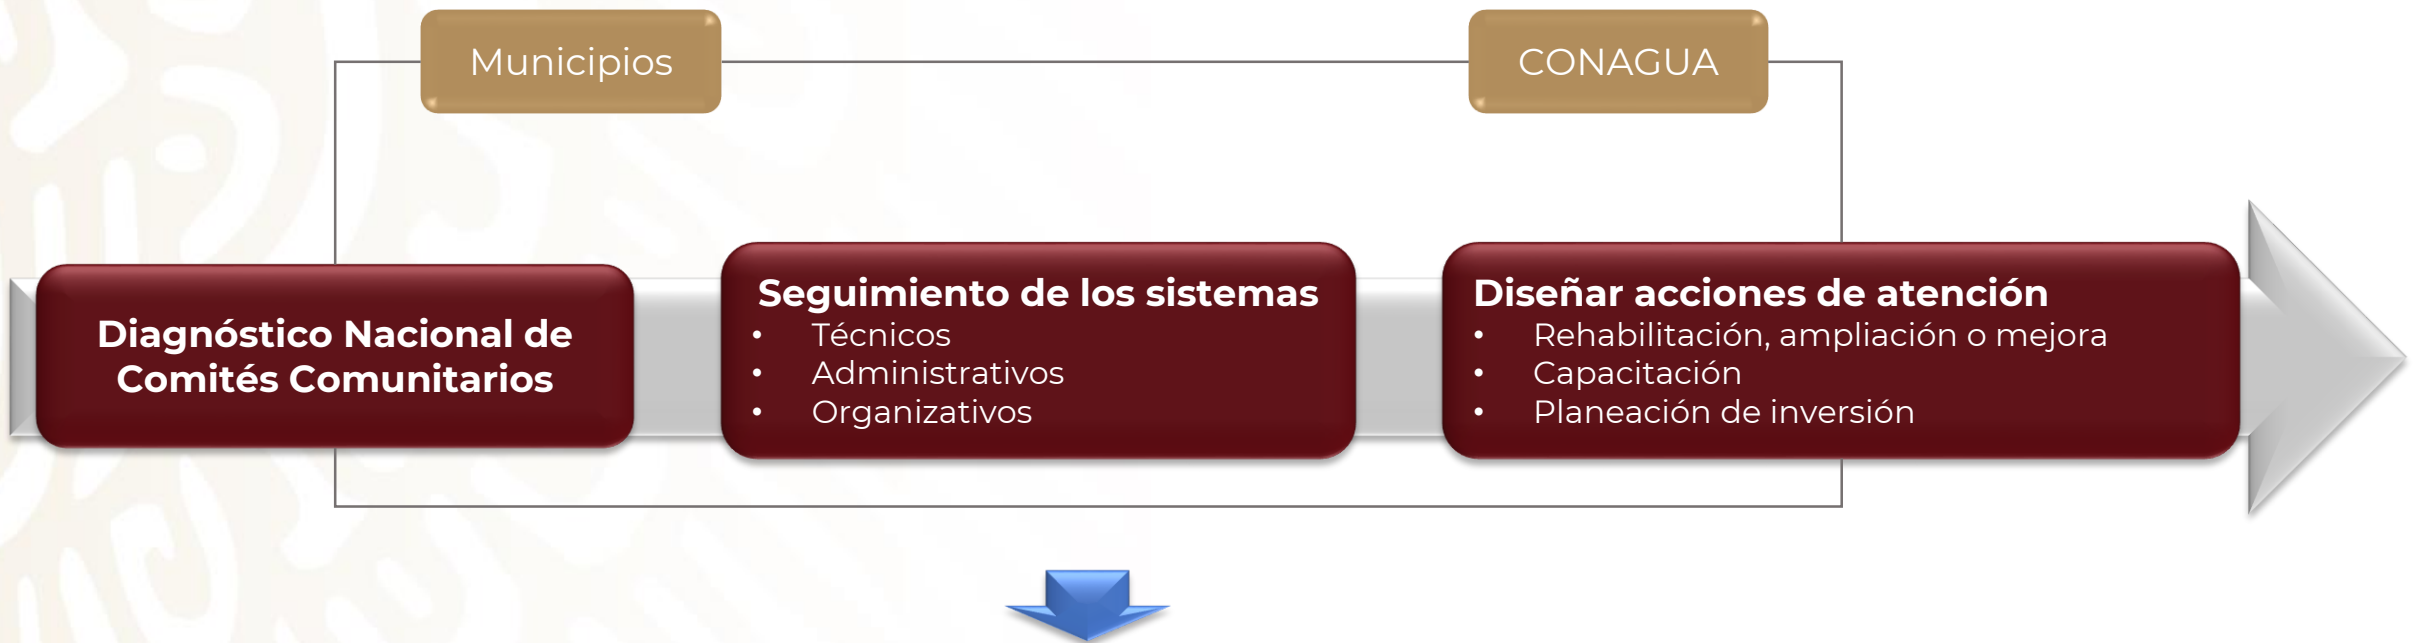 Municipios
CONAGUA
Diagnóstico Nacional de
Comités Comunitarios
Seguimiento de los sistemas
• Técnicos
• Administrativos
• Organizativos
Diseñar acciones de atención
• Rehabilitación, ampliación o mejora
• Capacitación
• Planeación de inversión